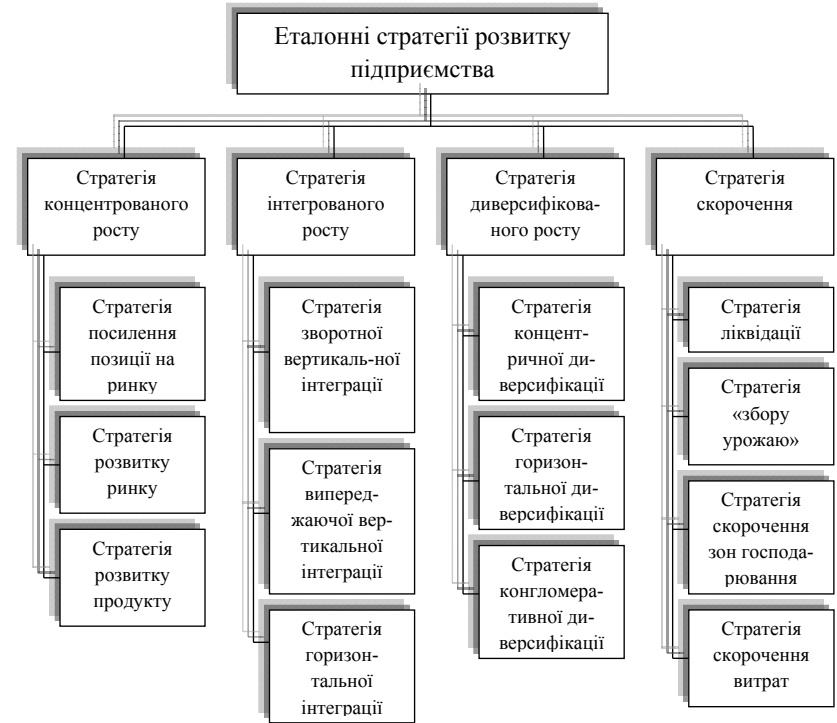 Еталонні стратегії розвитку
підприємства
Стратегія
концентрованого
росту
Стратегія
посилення
позиції на
ринку
Стратегія
розвитку
ринку
Стратегія
розвитку
продукту
Стратегія
інтегрованого
росту
Стратегія
зворотної
вертикаль-ної
інтеграції
Стратегія
виперед-
жаючої вер-
тикальної
інтеграції
Стратегія
горизон-
тальної
інтеграції
Стратегія
диверсифікова-
ного росту
Стратегія
концент-
ричної ди-
версифікації
Стратегія
горизон-
тальної ди-
версифікації
Стратегія
конгломера-
тивної ди-
версифікації
Стратегія
скорочення
Стратегія
ліквідації
Стратегія
«збору
урожаю»
Стратегія
скорочення
зон господа-
рювання
Стратегія
скорочення
витрат